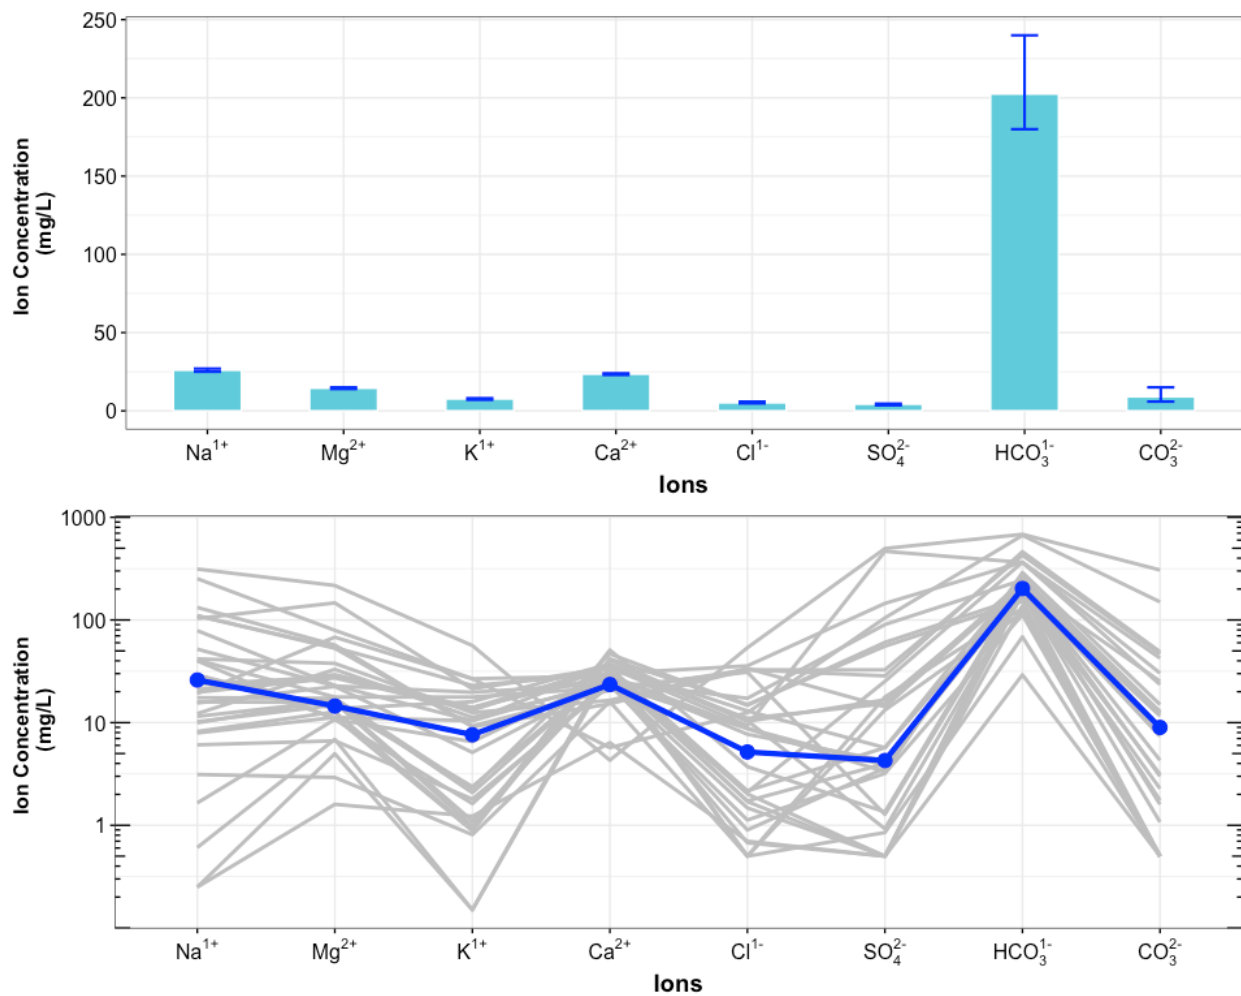 Ion Concentration
(mg/L)
250
200
150
100
50
0
Na¹⁺ Mg²⁺ K¹⁺ Ca²⁺ Cl¹⁻ SO₄²⁻ HCO₃¹⁻ CO₃²⁻
Ions
Ion Concentration
(mg/L)
1000
100
10
1
Na¹⁺ Mg²⁺ K¹⁺ Ca²⁺ Cl¹⁻ SO₄²⁻ HCO₃¹⁻ CO₃²⁻
Ions